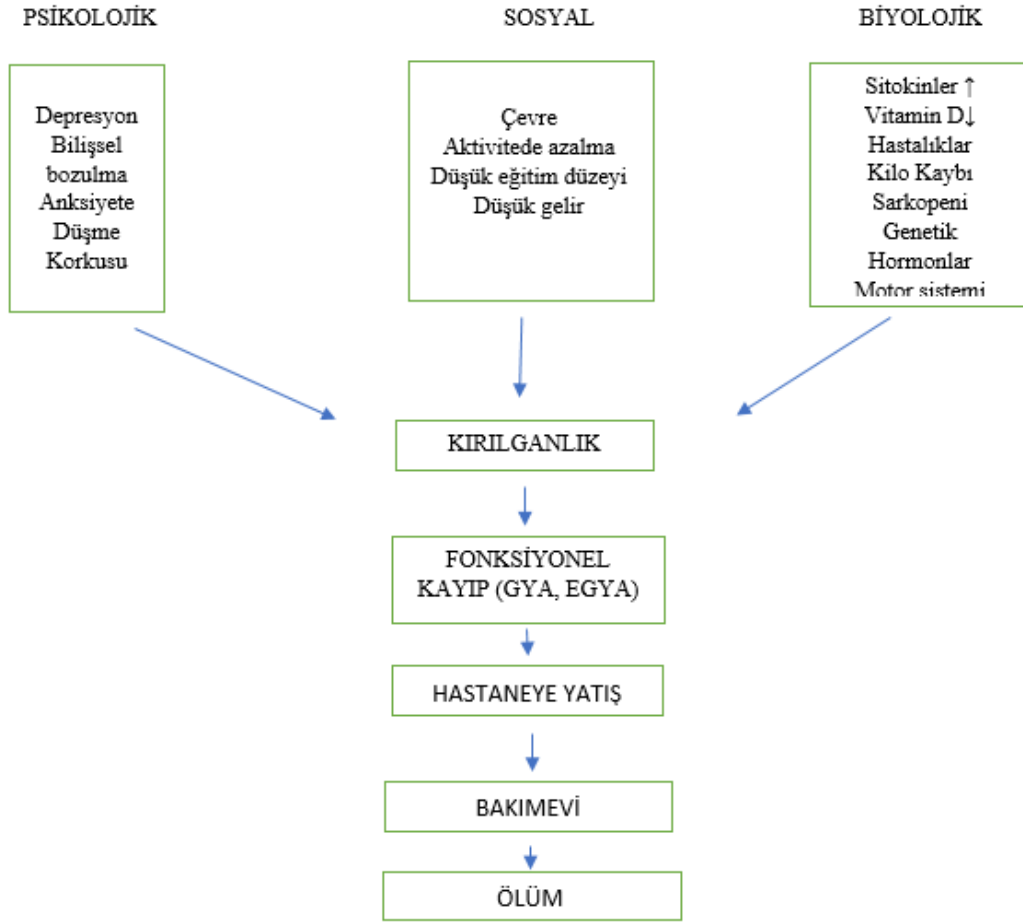 PSİKOLOJİK
SOSYAL
BİYOLOJİK
Depresyon
Bilişsel
bozulma
Anksiyete
Düşme
Korkusu
Çevre
Aktivitede azalma
Düşük eğitim düzeyi
Düşük gelir
Sitokinler ↑
Vitamin D↓
Hastalıklar
Kilo Kaybı
Sarkopeni
Genetik
Hormonlar
Motor sistemi
KIRILGANLIK
FONKSİYONEL
KAYIP (GYA, EGYA)
HASTANEYE YATIŞ
BAKIMEVİ
ÖLÜM